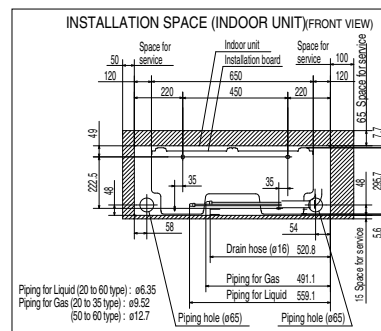 INSTALLATION SPACE (INDOOR UNIT)(FRONT VIEW)
50
Space for
service
Indoor unit
Installation board
Space for
service
100
120
650
120
220
450
220
65 Space for service
7.7
49
222.5
48
35
35
48
295.7
58
54
15 Space for service
5.6
Drain hose (ø16)
520.8
Piping for Gas
491.1
Piping for Liquid
559.1
Piping for Liquid (20 to 60 type) : ø6.35
Piping for Gas (20 to 35 type) : ø9.52
(50 to 60 type) : ø12.7
Piping hole (ø65)
Piping hole (ø65)